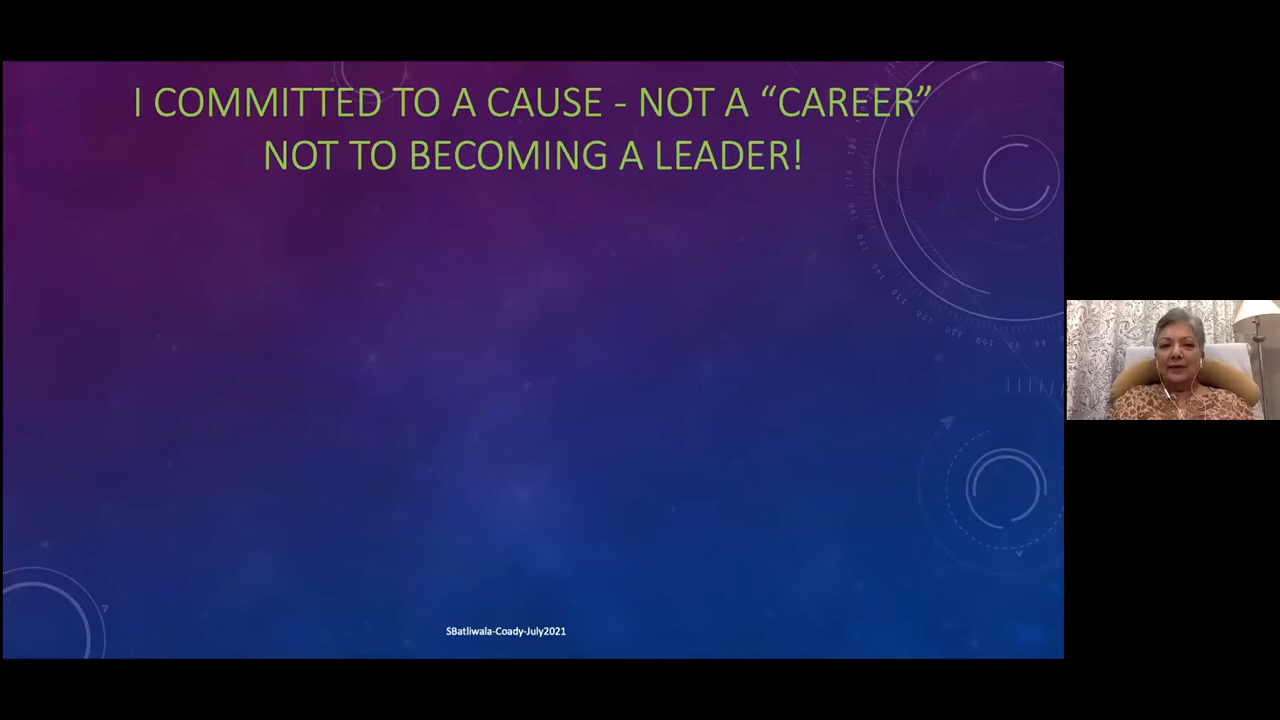 I COMMITTED TO A CAUSE - NOT A “CAREER”
NOT TO BECOMING A LEADER!
SBatliwala-Coady-July2021